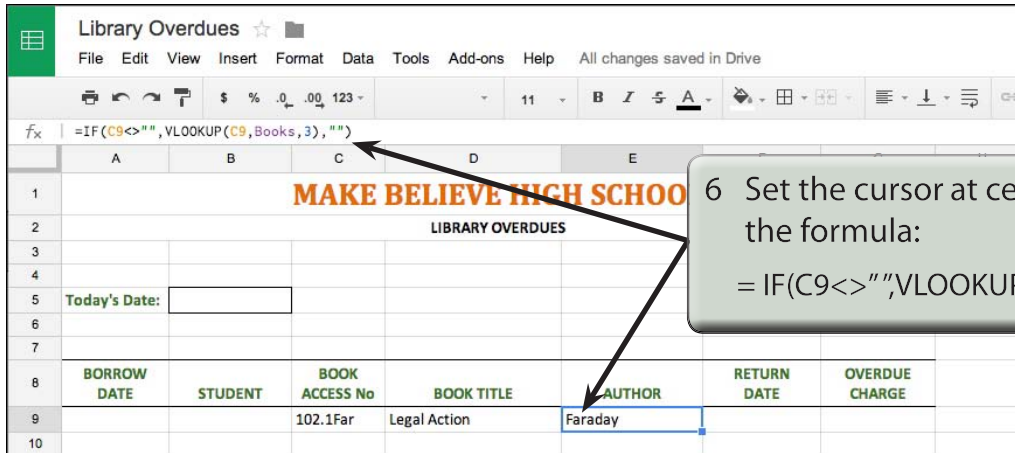 Library Overdues
File Edit View Insert Format Data Tools Add-ons Help All changes saved in Drive
$ % .0 .00 123 11 B I S A
fx =IF(C9<>"",VLOOKUP(C9,Books,3),"")
A B C D E
1 MAKE BELIEVE HIGH SCHOO
2 LIBRARY OVERDUES
3
4
5 Today's Date:
6
7
8 BORROW DATE STUDENT BOOK ACCESS No BOOK TITLE AUTHOR RETURN DATE OVERDUE CHARGE
9 102.1Far Legal Action Faraday
10
6 Set the cursor at ce
the formula:
= IF(C9<>"",VLOOKUP